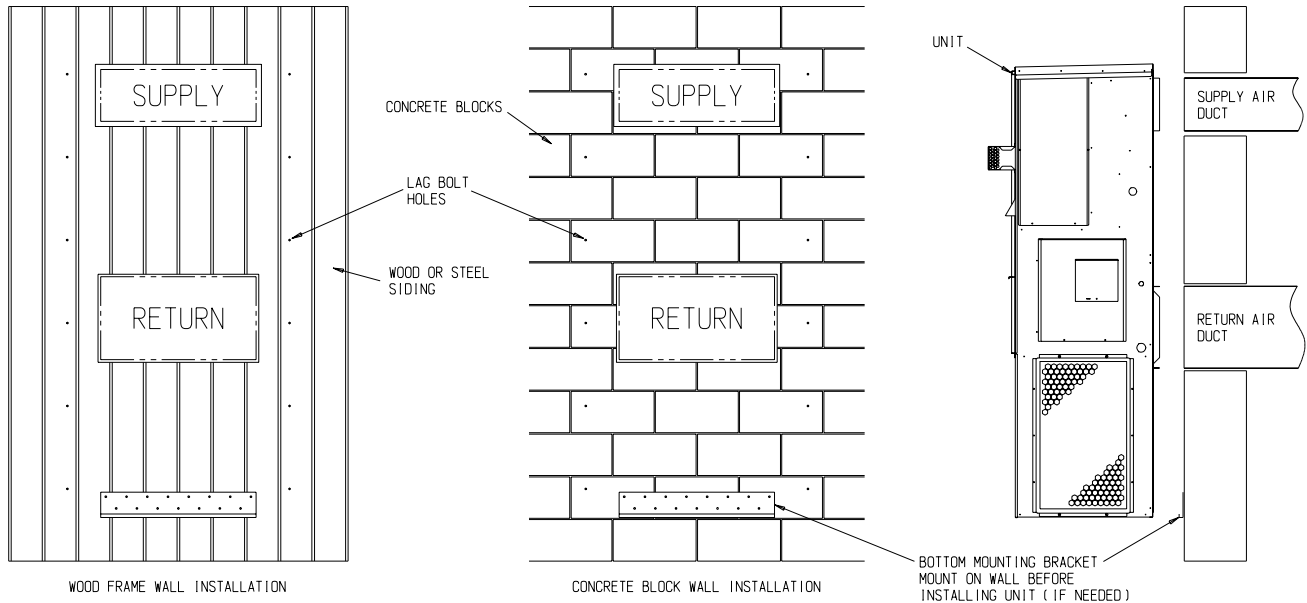 SUPPLY
RETURN
WOOD FRAME WALL INSTALLATION
CONCRETE BLOCKS
LAG BOLT
HOLES
WOOD OR STEEL
SIDING
SUPPLY
RETURN
CONCRETE BLOCK WALL INSTALLATION
UNIT
SUPPLY AIR
DUCT
RETURN AIR
DUCT
BOTTOM MOUNTING BRACKET
MOUNT ON WALL BEFORE
INSTALLING UNIT (IF NEEDED)